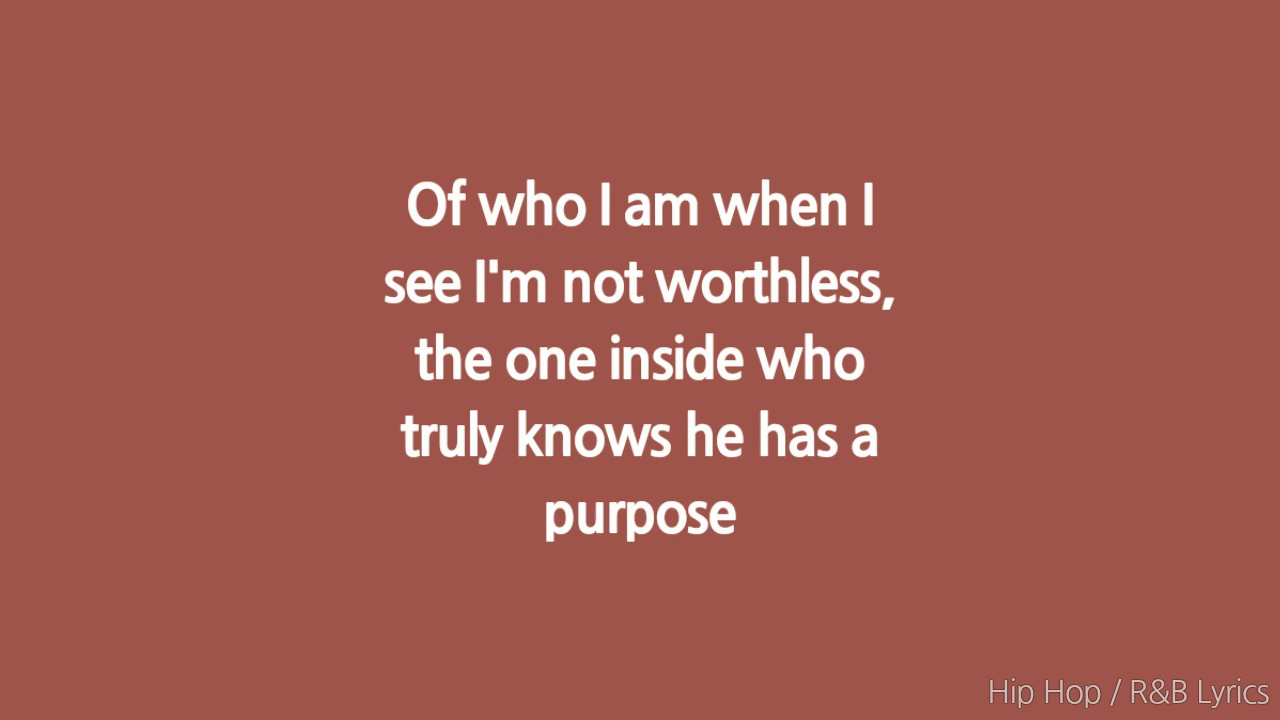 Of who I am when I
see I'm not worthless,
the one inside who
truly knows he has a
purpose
Hip Hop / R&B Lyrics